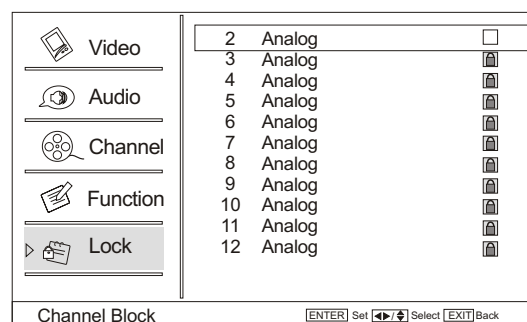 Video
Audio
Channel
Function
Lock
2 Analog
3 Analog
4 Analog
5 Analog
6 Analog
7 Analog
8 Analog
9 Analog
10 Analog
11 Analog
12 Analog
Channel Block
ENTER Set / Select EXIT Back